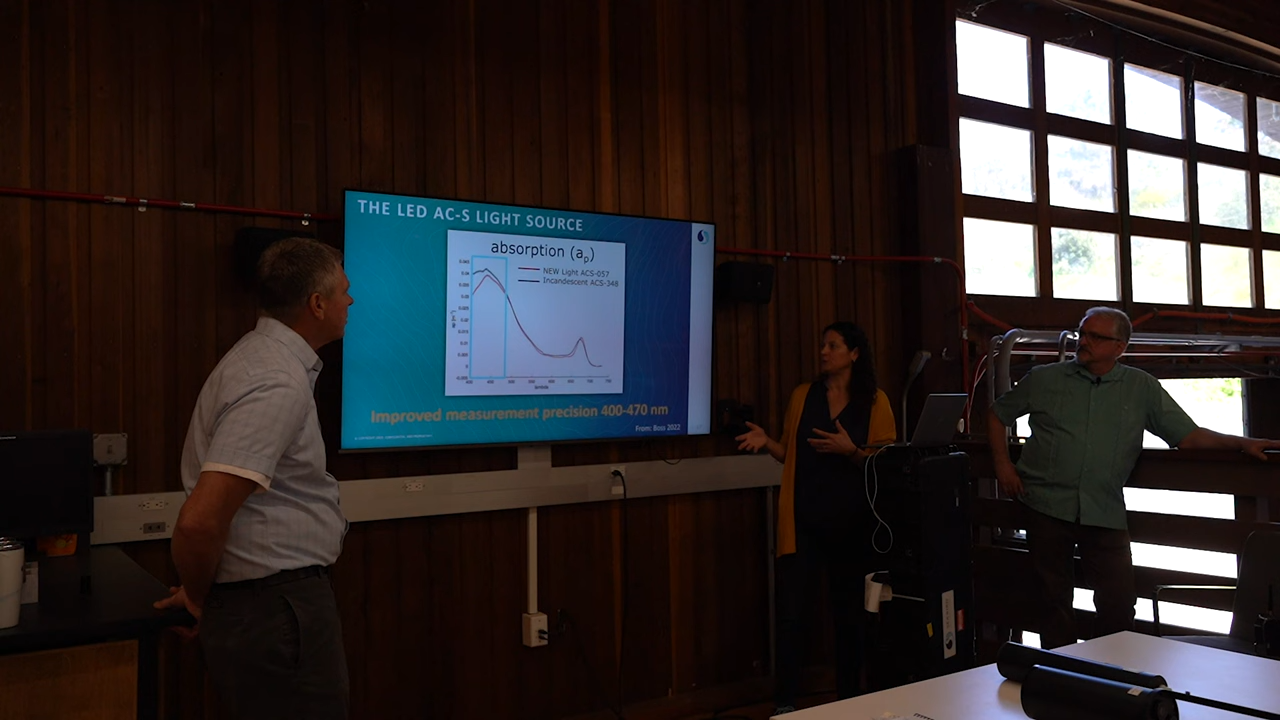 THE LED AC-S LIGHT SOURCE
absorption (ap)
NEW Light ACS-057
Incandescent ACS-348
Improved measurement precision 400-470 nm
From: Boss 2022